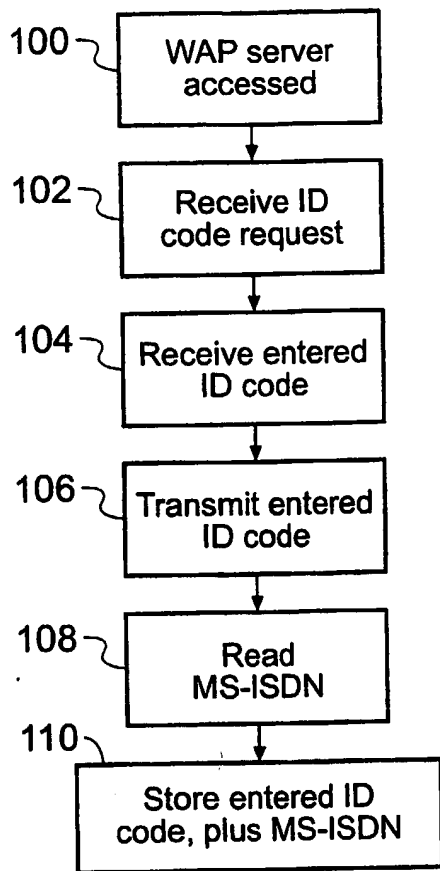 100
WAP server
accessed
102
Receive ID
code request
104
Receive entered
ID code
106
Transmit entered
ID code
108
Read
MS-ISDN
110
Store entered ID
code, plus MS-ISDN